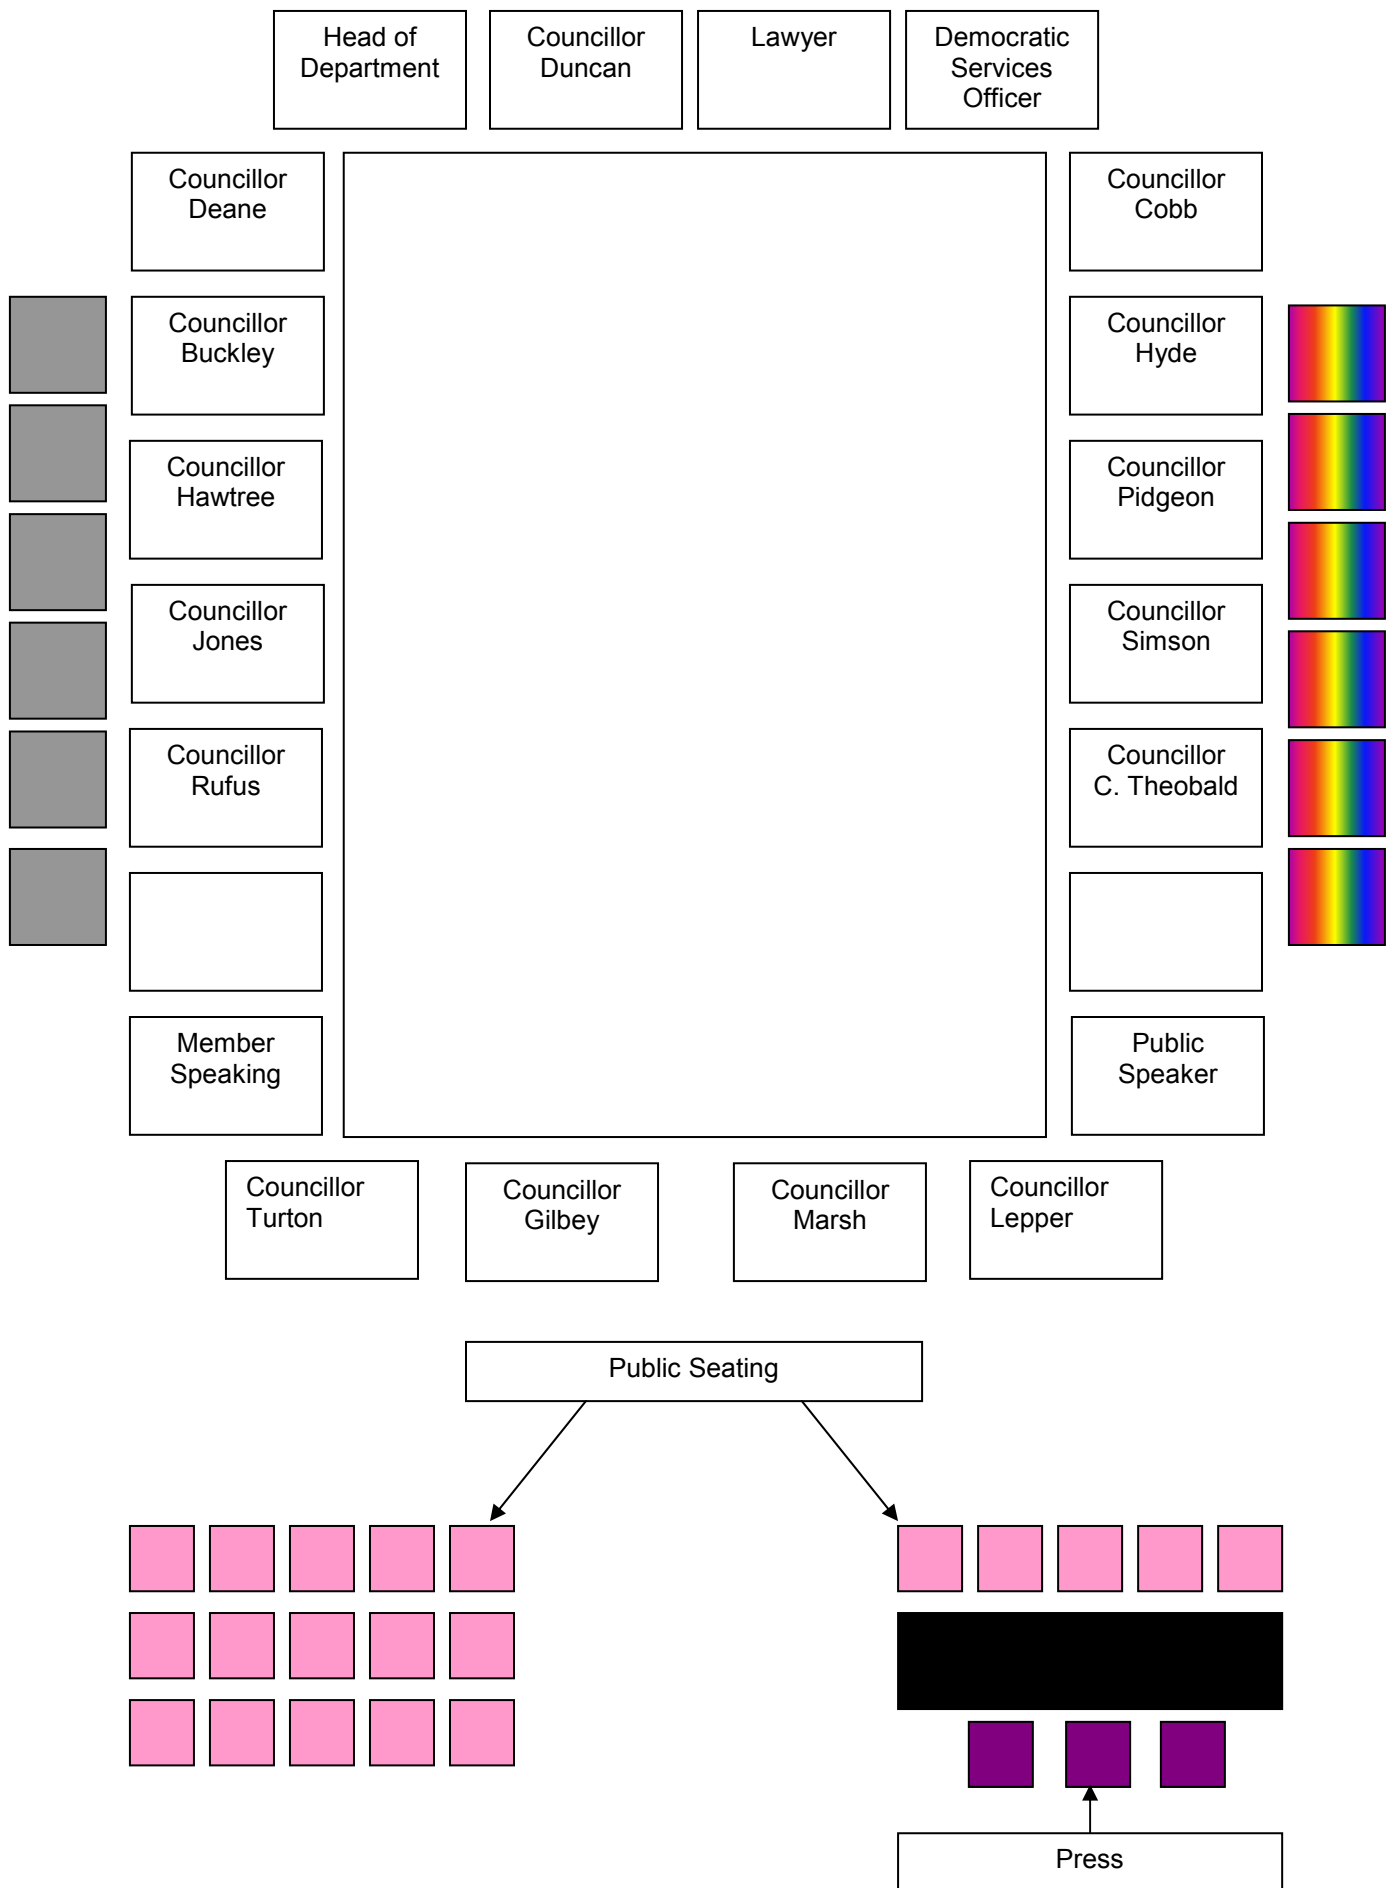 Head of
Department
Councillor
Duncan
Lawyer
Democratic
Services
Officer
Councillor
Deane
Councillor
Cobb
Councillor
Buckley
Councillor
Hyde
Councillor
Hawtree
Councillor
Pidgeon
Councillor
Jones
Councillor
Simson
Councillor
Rufus
Councillor
C. Theobald
Member
Speaking
Public
Speaker
Councillor
Turton
Councillor
Gilbey
Councillor
Marsh
Councillor
Lepper
Public Seating
Press